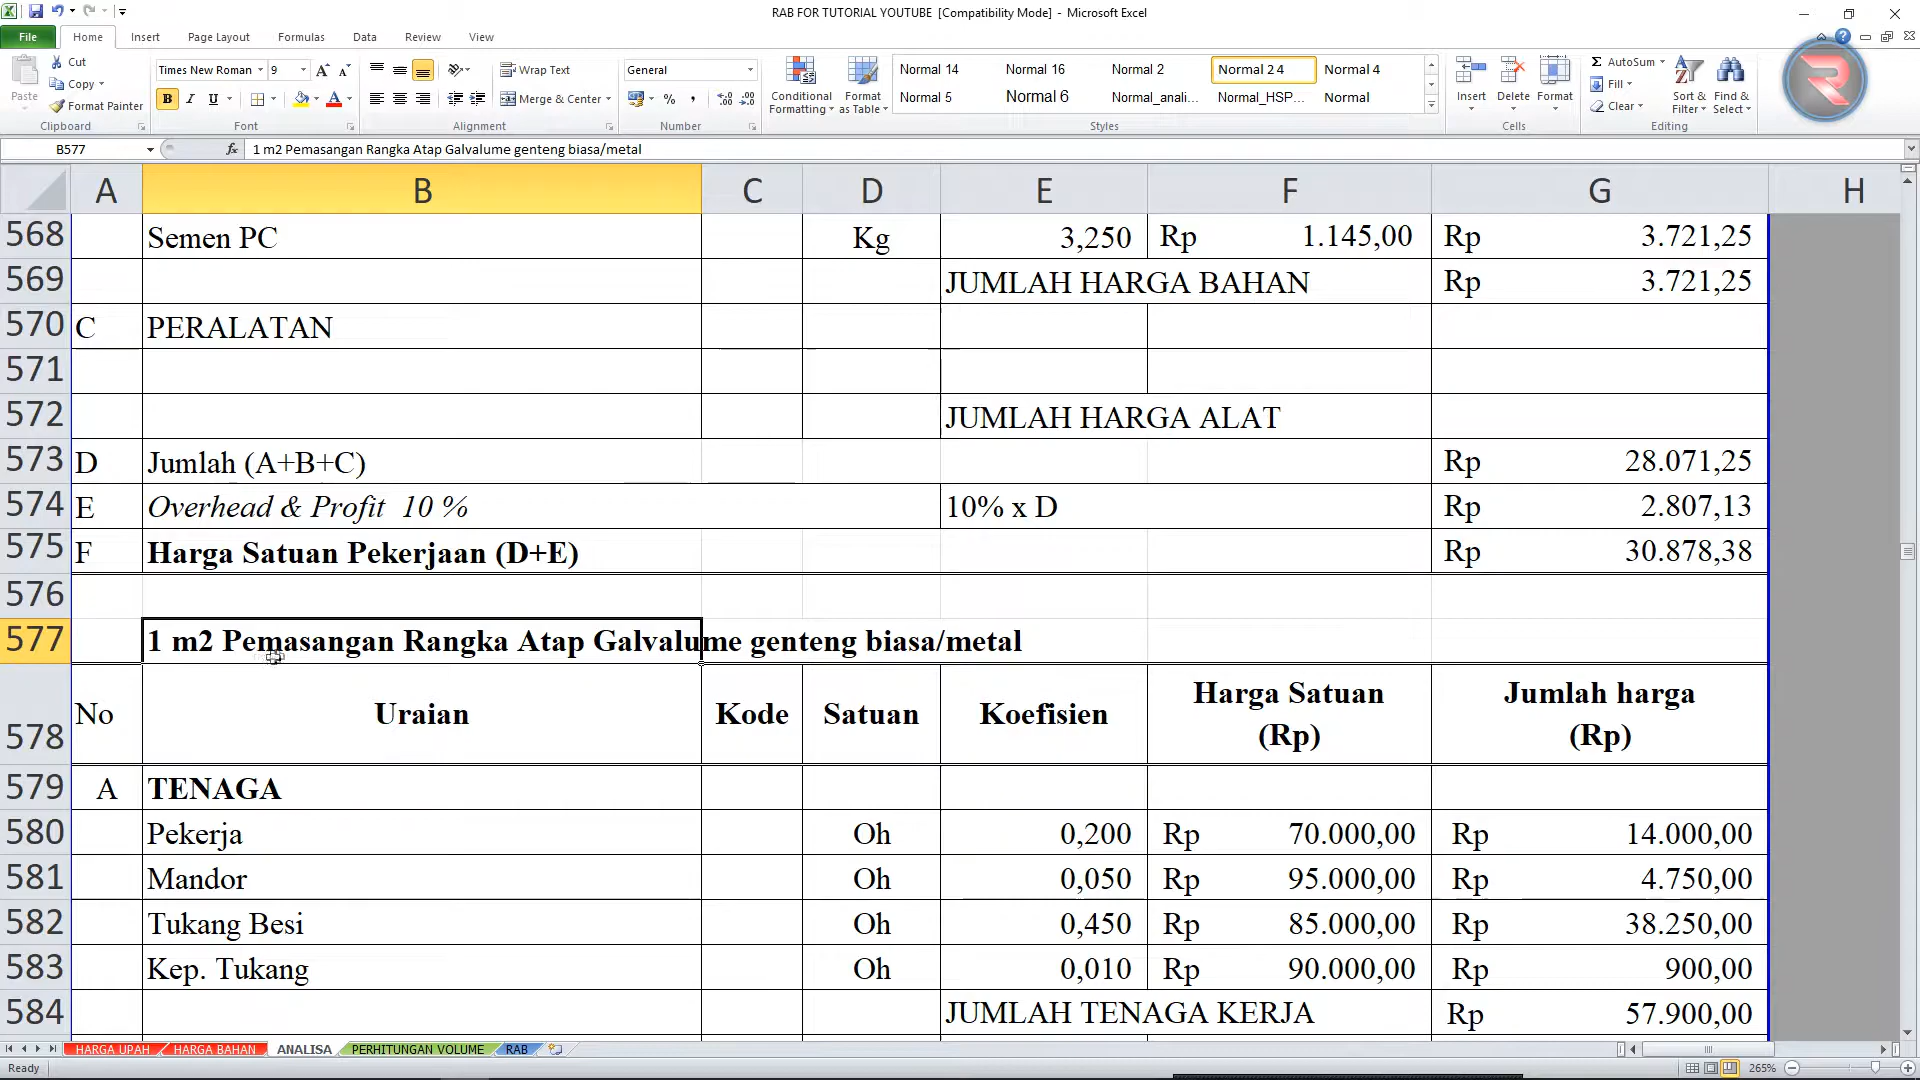 RAB FOR TUTORIAL YOUTUBE [Compatibility Mode] - Microsoft Excel
File Home Insert Page Layout Formulas Data Review View
Paste
Cut
Copy
Format Painter
Clipboard
Times New Roman 9
B I U
Font
Wrap Text
Merge & Center
Alignment
General
% ,
Number
Conditional Formatting
Format as Table
Normal 14 Normal 16 Normal 2 Normal 2 4 Normal 4
Normal 5 Normal 6 Normal_anali... Normal_HSP... Normal
Styles
Insert Delete Format
Cells
Σ AutoSum
Fill
Clear
Sort & Filter
Find & Select
Editing
B577 fx 1 m2 Pemasangan Rangka Atap Galvalume genteng biasa/metal
A B C D E F G H
568 Semen PC Kg 3,250 Rp 1.145,00 Rp 3.721,25
569 JUMLAH HARGA BAHAN Rp 3.721,25
570 C PERALATAN
571
572 JUMLAH HARGA ALAT
573 D Jumlah (A+B+C) Rp 28.071,25
574 E Overhead & Profit 10 % 10% x D Rp 2.807,13
575 F Harga Satuan Pekerjaan (D+E) Rp 30.878,38
576
577 1 m2 Pemasangan Rangka Atap Galvalume genteng biasa/metal
578 No Uraian Kode Satuan Koefisien Harga Satuan (Rp) Jumlah harga (Rp)
579 A TENAGA
580 Pekerja Oh 0,200 Rp 70.000,00 Rp 14.000,00
581 Mandor Oh 0,050 Rp 95.000,00 Rp 4.750,00
582 Tukang Besi Oh 0,450 Rp 85.000,00 Rp 38.250,00
583 Kep. Tukang Oh 0,010 Rp 90.000,00 Rp 900,00
584 JUMLAH TENAGA KERJA Rp 57.900,00
HARGA UPAH HARGA BAHAN ANALISA PERHITUNGAN VOLUME RAB
Ready 265%